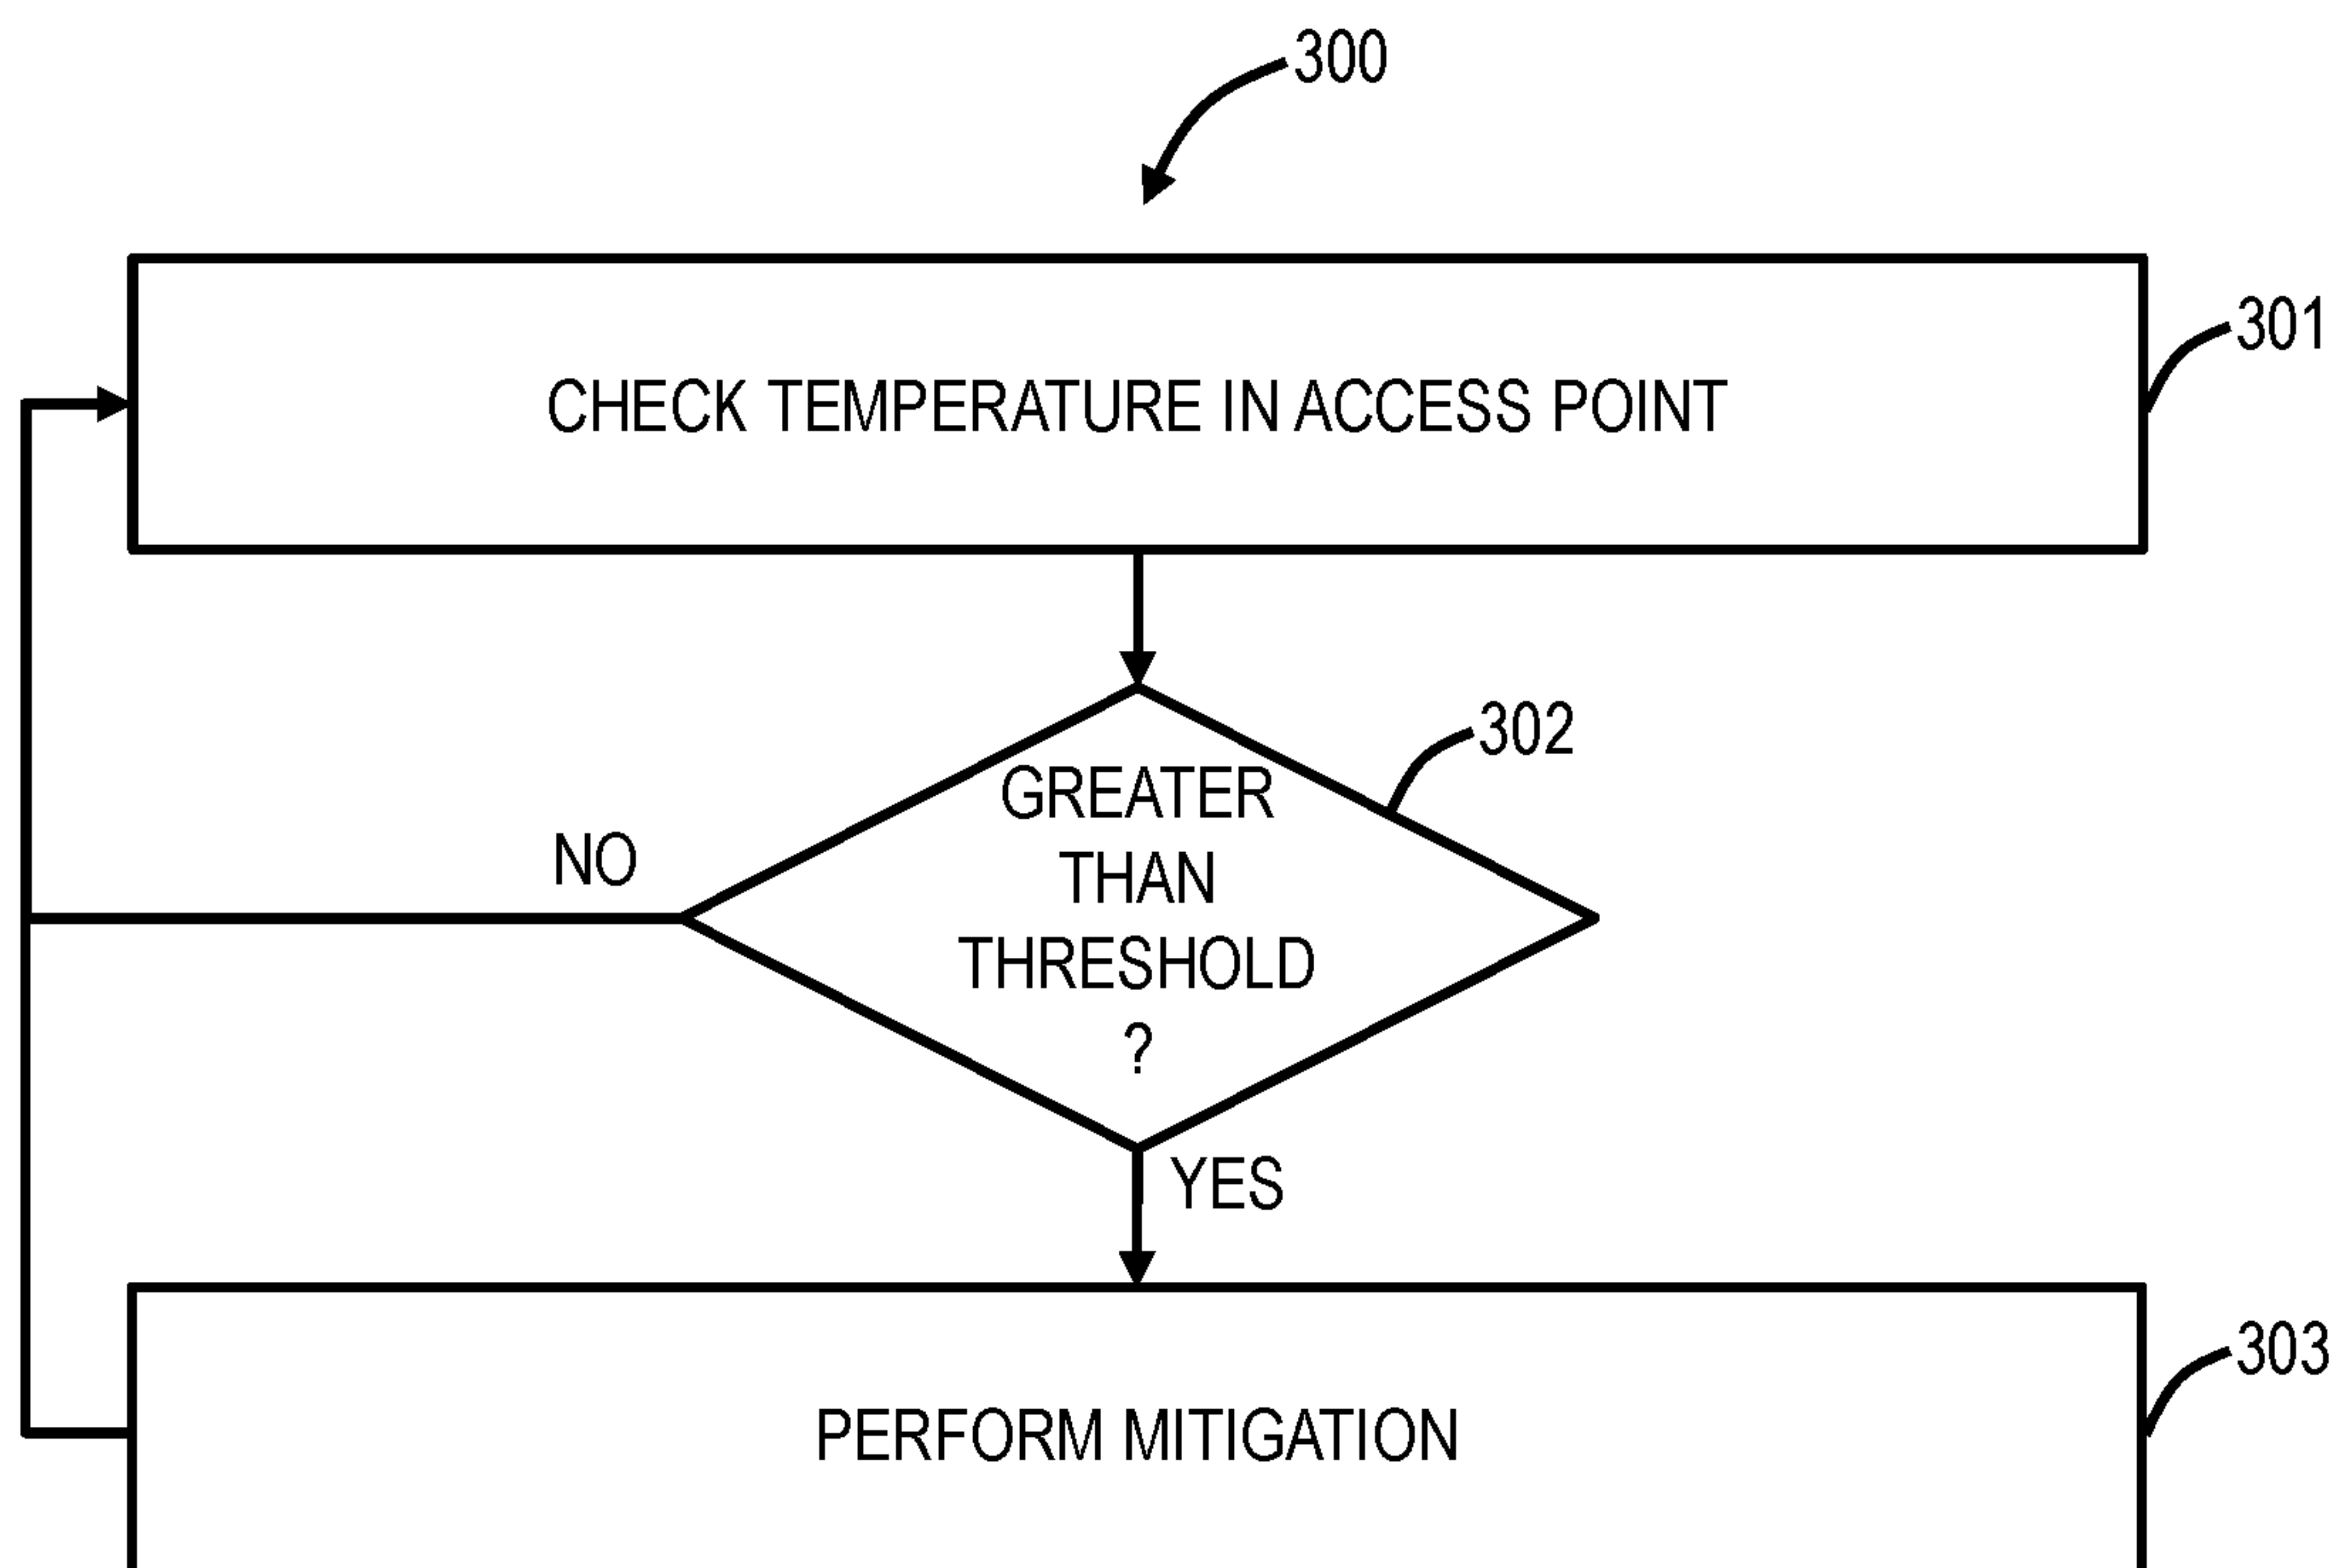 300
CHECK TEMPERATURE IN ACCESS POINT
301
302
GREATER
THAN
THRESHOLD
?
NO
YES
PERFORM MITIGATION
303